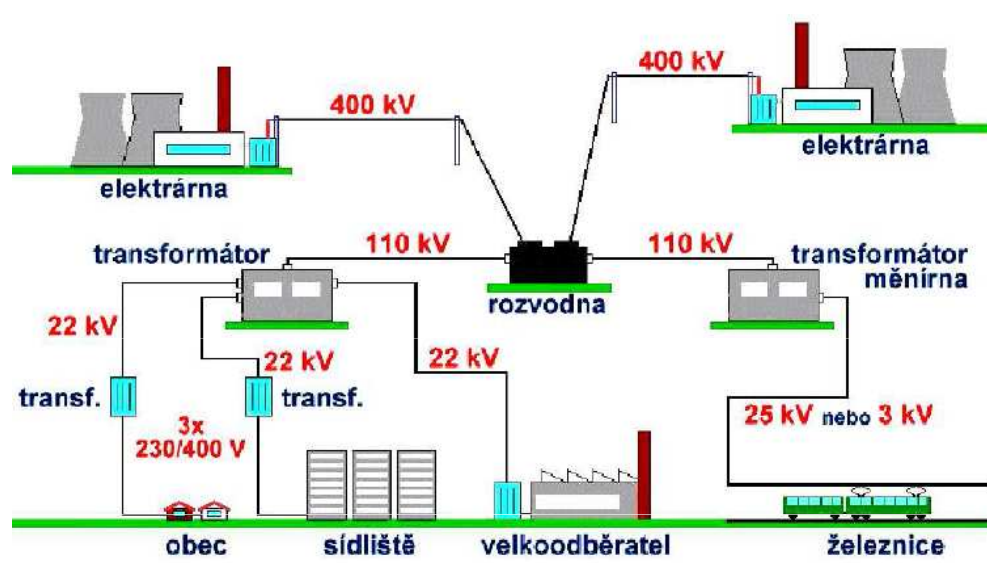 400 kV
400 kV
elektrárna
elektrárna
transformátor
110 kV
110 kV
transformátor
měnírna
rozvodna
22 kV
22 kV
22 kV
transf.
transf.
25 kV nebo 3 kV
3x
230/400 V
obec
sídliště
velkoodběratel
železnice